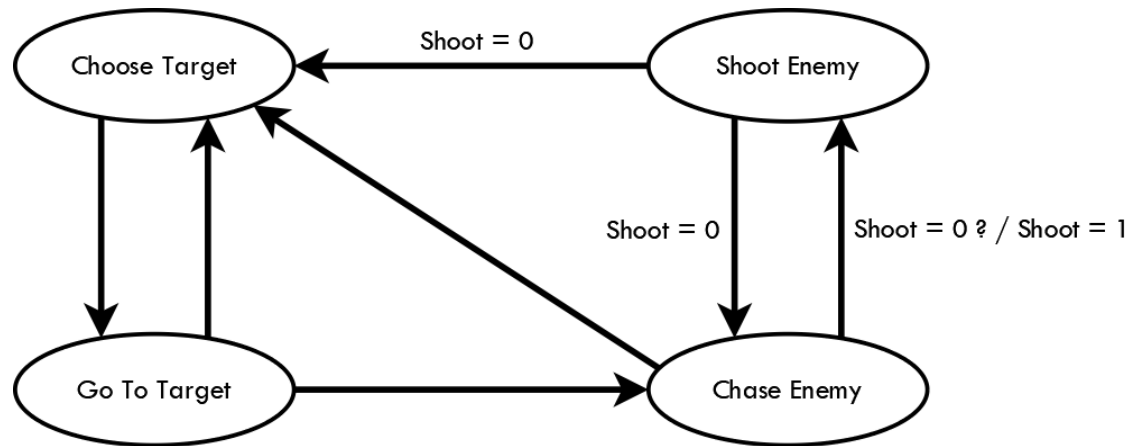 Shoot = 0
Choose Target
Shoot Enemy
Shoot = 0
Shoot = 0 ? / Shoot = 1
Go To Target
Chase Enemy